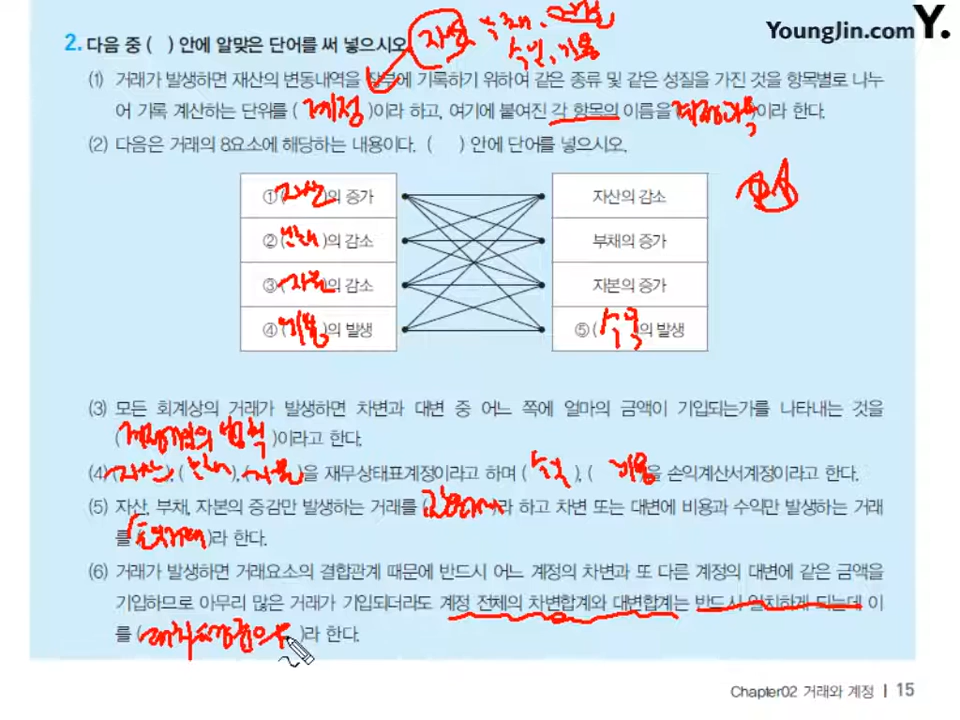 YoungJin.com Y.
2. 다음 중 ( ) 안에 알맞은 단어를 써 넣으시오
수익, 비용
(1) 거래가 발생하면 재산의 변동내역을 장부에 기록하기 위하여 같은 종류 및 같은 성질을 가진 것을 항목별로 나누
어 기록 계산하는 단위를 ( 계정 )이라 하고, 여기에 붙여진 각 항목의 이름을 (계정과목)이라 한다.
(2) 다음은 거래의 8요소에 해당하는 내용이다. ( ) 안에 단어를 넣으시오.
①(자산)의 증가 자산의 감소
②(부채)의 감소 부채의 증가
③(자본)의 감소 자본의 증가
④(비용)의 발생 ⑤(수익)의 발생
(3) 모든 회계상의 거래가 발생하면 차변과 대변 중 어느 쪽에 얼마의 금액이 기입되는가를 나타내는 것을
( )이라고 한다.
(4) (자산), (부채), (자본)을 재무상태표계정이라고 하며 (수익), ( 비용)을 손익계산서계정이라고 한다.
(5) 자산, 부채, 자본의 증감만 발생하는 거래를 (교환거래)라 하고 차변 또는 대변에 비용과 수익만 발생하는 거래
를 (손익거래)라 한다.
(6) 거래가 발생하면 거래요소의 결합관계 때문에 반드시 어느 계정의 차변과 또 다른 계정의 대변에 같은 금액을
기입하므로 아무리 많은 거래가 기입되더라도 계정 전체의 차변합계와 대변합계는 반드시 일치하게 되는데 이
를 ( )라 한다.
Chapter02 거래와 계정 | 15